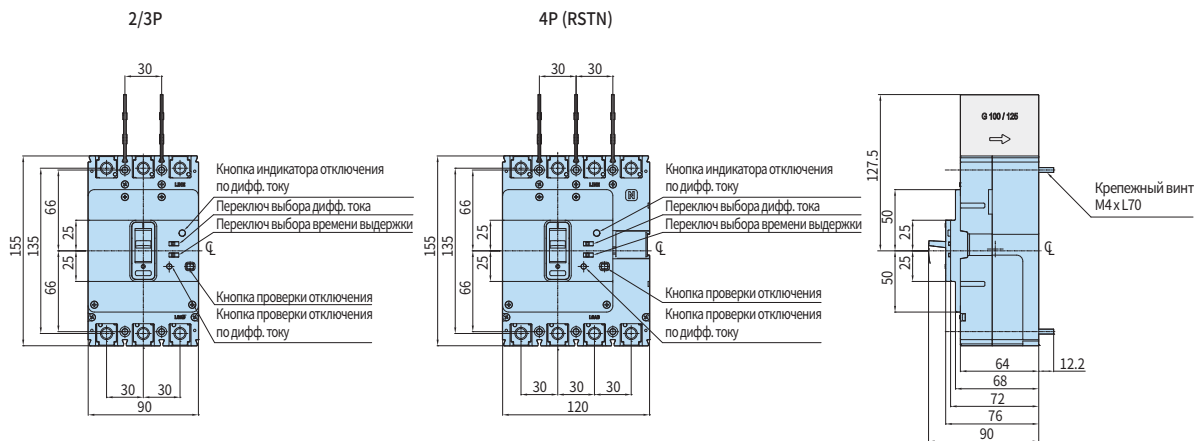 2/3P
30
LINE
Кнопка индикатора отключения
по дифф. току
Переключ выбора дифф. тока
Переключ выбора времени выдержки
155
135
66
25
25
66
℄
LOAD
Кнопка проверки отключения
Кнопка проверки отключения
по дифф. току
30
30
90
4P (RSTN)
30
30
LINE
N
Кнопка индикатора отключения
по дифф. току
Переключ выбора дифф. тока
Переключ выбора времени выдержки
155
135
66
25
25
66
℄
LOAD
Кнопка проверки отключения
Кнопка проверки отключения
по дифф. току
30
30
30
120
G 100 / 125
127.5
50
25
25
50
℄
Крепежный винт
M4 x L70
64
12.2
68
72
76
90